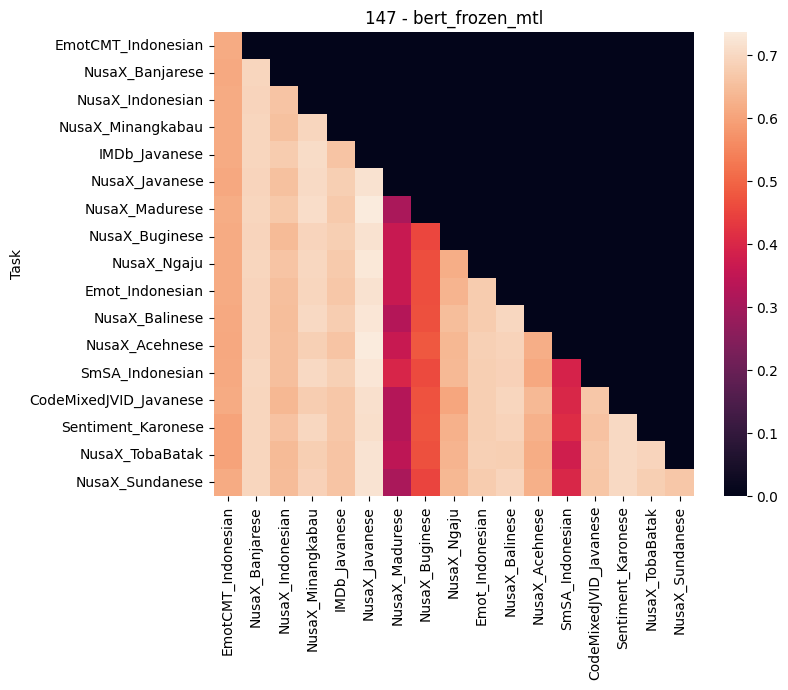 147 - bert_frozen_mtl
Task
EmotCMT_Indonesian
NusaX_Banjarese
NusaX_Indonesian
NusaX_Minangkabau
IMDb_Javanese
NusaX_Javanese
NusaX_Madurese
NusaX_Buginese
NusaX_Ngaju
Emot_Indonesian
NusaX_Balinese
NusaX_Acehnese
SmSA_Indonesian
CodeMixedJVID_Javanese
Sentiment_Karonese
NusaX_TobaBatak
NusaX_Sundanese
0.7
0.6
0.5
0.4
0.3
0.2
0.1
0.0
EmotCMT_Indonesian
NusaX_Banjarese
NusaX_Indonesian
NusaX_Minangkabau
IMDb_Javanese
NusaX_Javanese
NusaX_Madurese
NusaX_Buginese
NusaX_Ngaju
Emot_Indonesian
NusaX_Balinese
NusaX_Acehnese
SmSA_Indonesian
CodeMixedJVID_Javanese
Sentiment_Karonese
NusaX_TobaBatak
NusaX_Sundanese